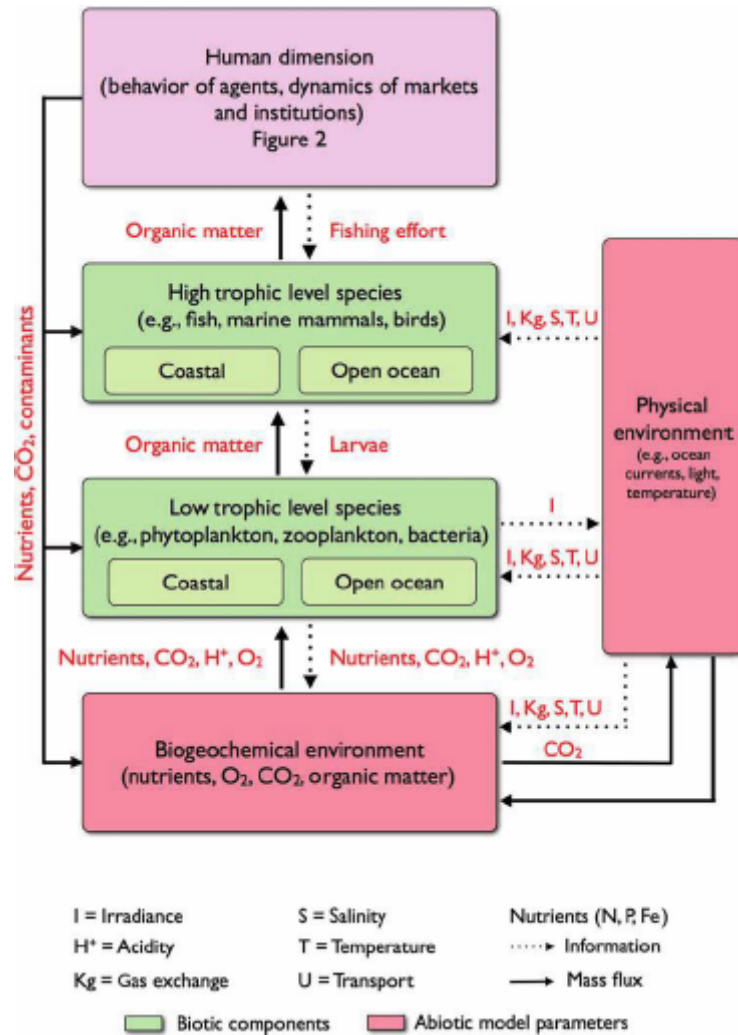 Human dimension
(behavior of agents, dynamics of markets
and institutions)
Figure 2
Organic matter
Fishing effort
High trophic level species
(e.g., fish, marine mammals, birds)
Coastal
Open ocean
I, Kg, S, T, U
Physical
environment
(e.g., ocean
currents, light,
temperature)
Nutrients, CO₂, contaminants
Organic matter
Larvae
Low trophic level species
(e.g., phytoplankton, zooplankton, bacteria)
Coastal
Open ocean
I
I, Kg, S, T, U
Nutrients, CO₂, H⁺, O₂
Nutrients, CO₂, H⁺, O₂
I, Kg, S, T, U
Biogeochemical environment
(nutrients, O₂, CO₂, organic matter)
CO₂
I = Irradiance
S = Salinity
Nutrients (N, P, Fe)
H⁺ = Acidity
T = Temperature
Information
Kg = Gas exchange
U = Transport
Mass flux
Biotic components
Abiotic model parameters